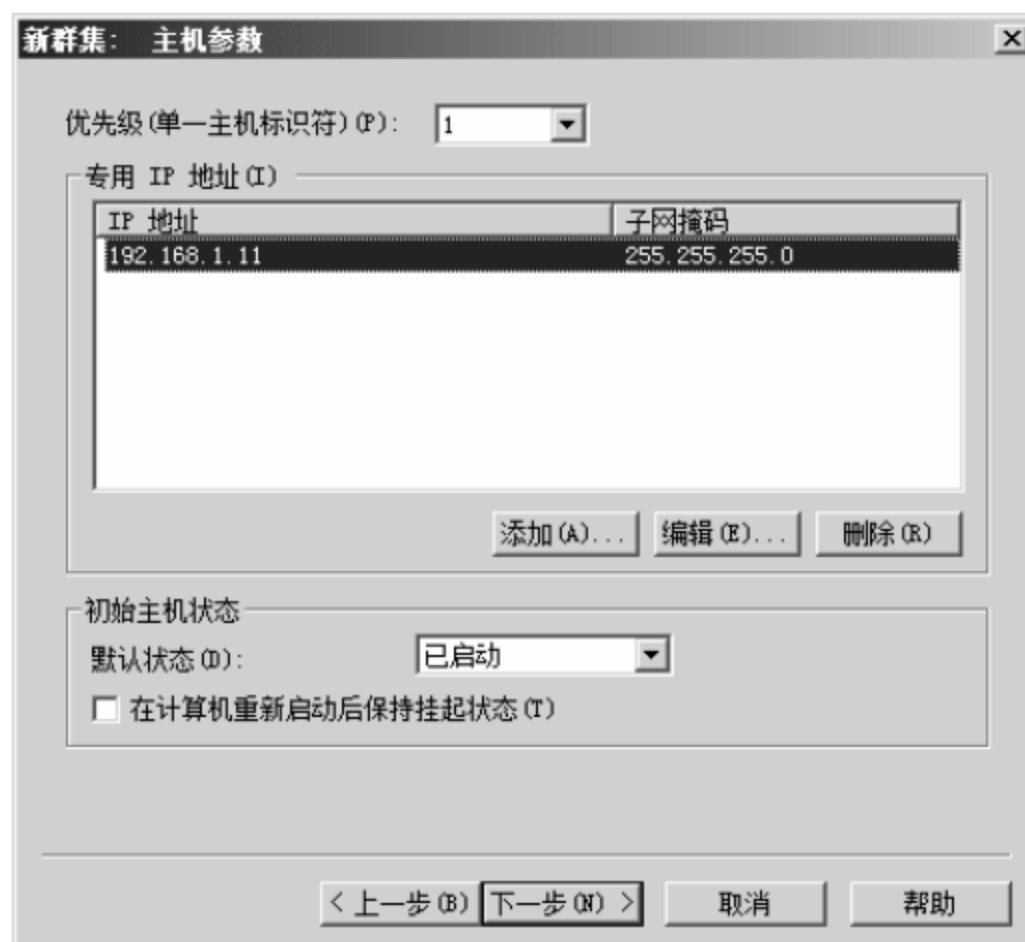 新群集: 主机参数
优先级(单一主机标识符)(P): 1
专用 IP 地址(I)
IP 地址 子网掩码
192.168.1.11 255.255.255.0
添加(A)... 编辑(E)... 删除(R)
初始主机状态
默认状态(D): 已启动
在计算机重新启动后保持挂起状态(T)
< 上一步(B) 下一步(N) > 取消 帮助